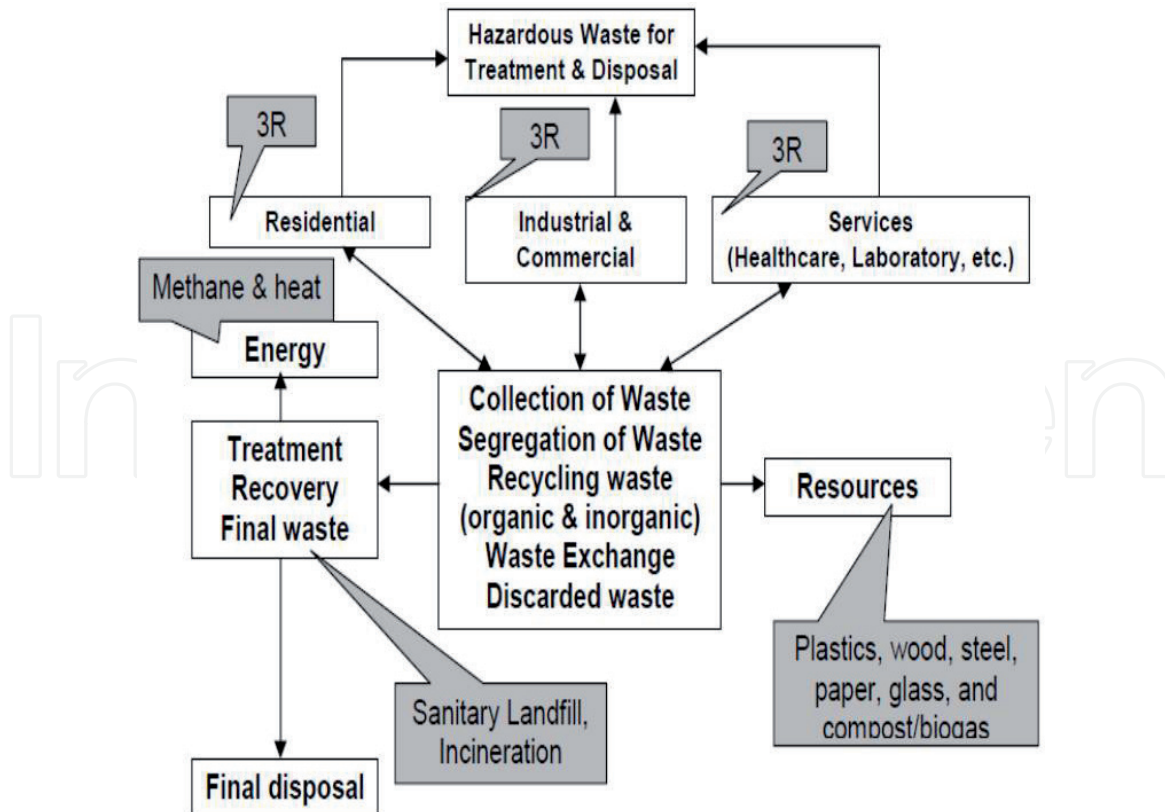 Hazardous Waste for
Treatment & Disposal
3R
3R
3R
Residential
Industrial &
Commercial
Services
(Healthcare, Laboratory, etc.)
Methane & heat
Energy
Treatment
Recovery
Final waste
Collection of Waste
Segregation of Waste
Recycling waste
(organic & inorganic)
Waste Exchange
Discarded waste
Resources
Plastics, wood, steel,
paper, glass, and
compost/biogas
Sanitary Landfill,
Incineration
Final disposal